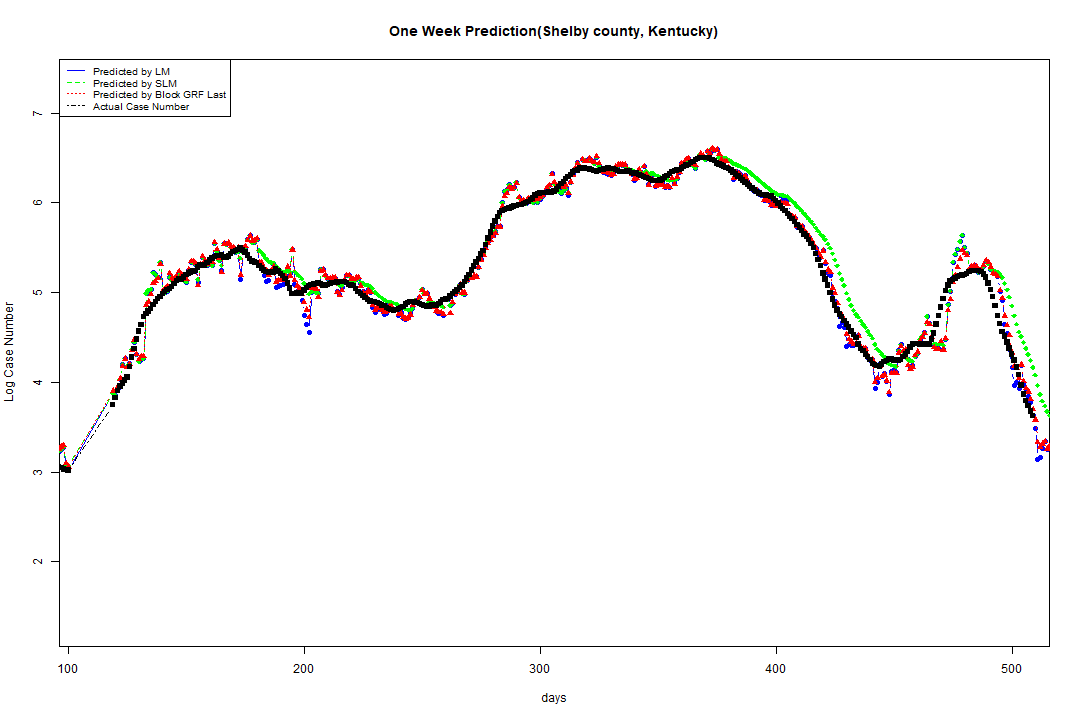 One Week Prediction(Shelby county, Kentucky)
Predicted by LM
Predicted by SLM
Predicted by Block GRF Last
Actual Case Number
7
6
5
4
3
2
Log Case Number
100 200 300 400 500
days